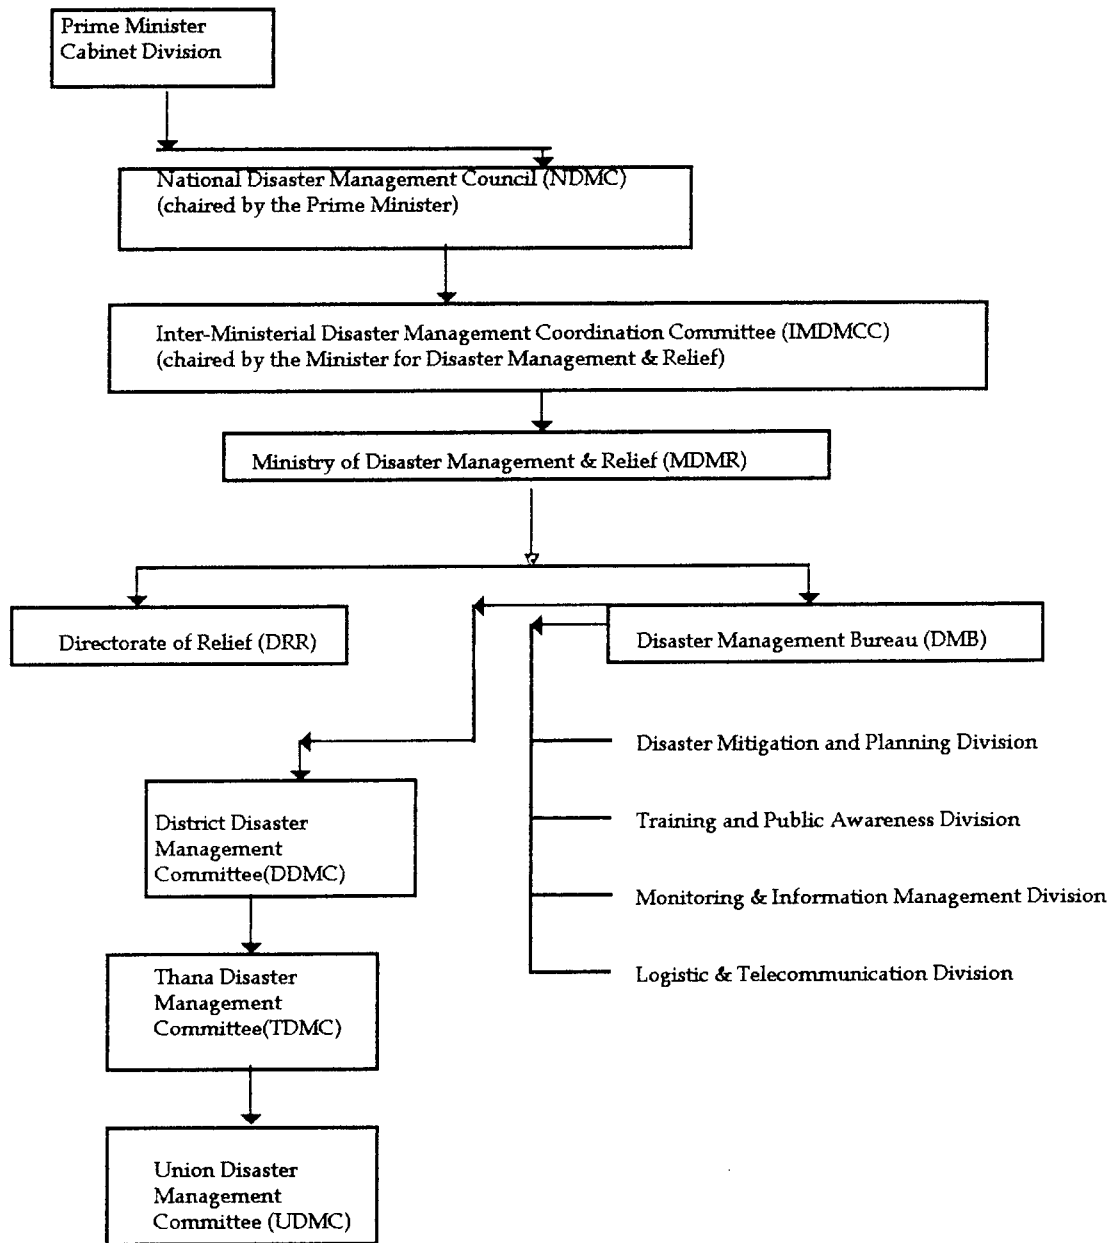 Prime Minister
Cabinet Division
National Disaster Management Council (NDMC)
(chaired by the Prime Minister)
Inter-Ministerial Disaster Management Coordination Committee (IMDMCC)
(chaired by the Minister for Disaster Management & Relief)
Ministry of Disaster Management & Relief (MDMR)
Directorate of Relief (DRR)
Disaster Management Bureau (DMB)
Disaster Mitigation and Planning Division
Training and Public Awareness Division
Monitoring & Information Management Division
Logistic & Telecommunication Division
District Disaster
Management
Committee(DDMC)
Thana Disaster
Management
Committee(TDMC)
Union Disaster
Management
Committee (UDMC)